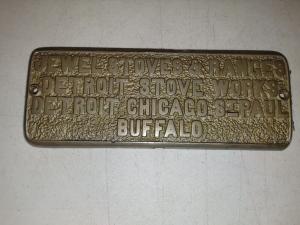 JEWEL STOVES & RANGES
DETROIT STOVE WORKS
DETROIT CHICAGO ST PAUL
BUFFALO